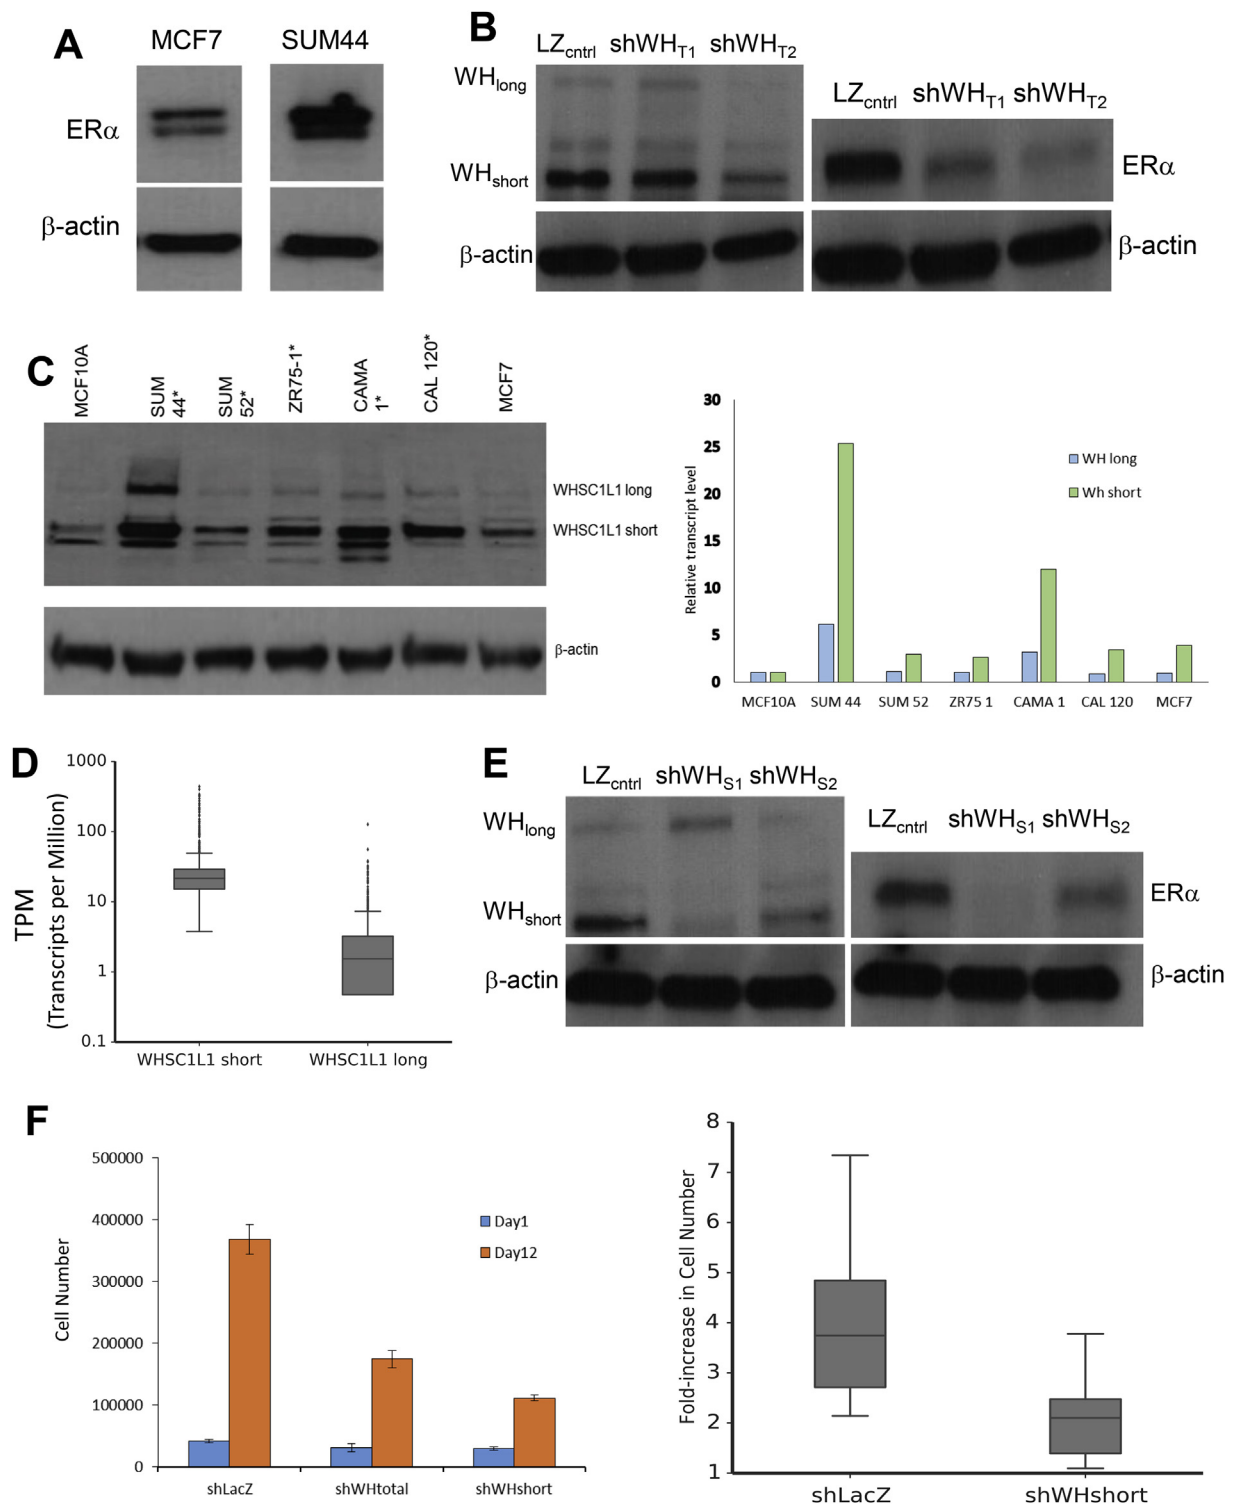 A
MCF7 SUM44
ERα
β-actin
B
LZcntrl shWHT1 shWHT2
WHlong
WHshort
β-actin
LZcntrl shWHT1 shWHT2
ERα
β-actin
C
MCF10A
SUM 44*
SUM 52*
ZR75-1*
CAMA 1*
CAL 120*
MCF7
WHSC1L1 long
WHSC1L1 short
β-actin
Relative transcript level
30
25
20
15
10
5
0
WH long
Wh short
MCF10A SUM 44 SUM 52 ZR75 1 CAMA 1 CAL 120 MCF7
D
TPM
(Transcripts per Million)
1000
100
10
1
0.1
WHSC1L1 short WHSC1L1 long
E
LZcntrl shWHS1 shWHS2
WHlong
WHshort
β-actin
LZcntrl shWHS1 shWHS2
ERα
β-actin
F
Cell Number
500000
400000
300000
200000
100000
0
Day1
Day12
shLacZ shWHtotal shWHshort
Fold-increase in Cell Number
8
7
6
5
4
3
2
1
shLacZ shWHshort